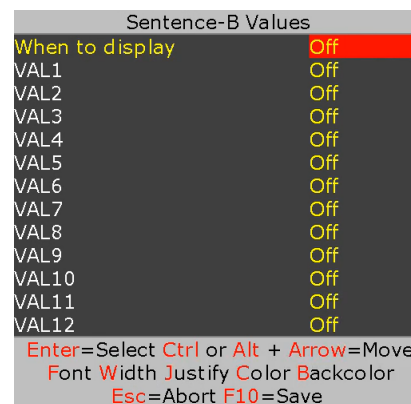 Sentence-B Values
When to display Off
VAL1 Off
VAL2 Off
VAL3 Off
VAL4 Off
VAL5 Off
VAL6 Off
VAL7 Off
VAL8 Off
VAL9 Off
VAL10 Off
VAL11 Off
VAL12 Off
Enter=Select Ctrl or Alt + Arrow=Move
Font Width Justify Color Backcolor
Esc=Abort F10=Save